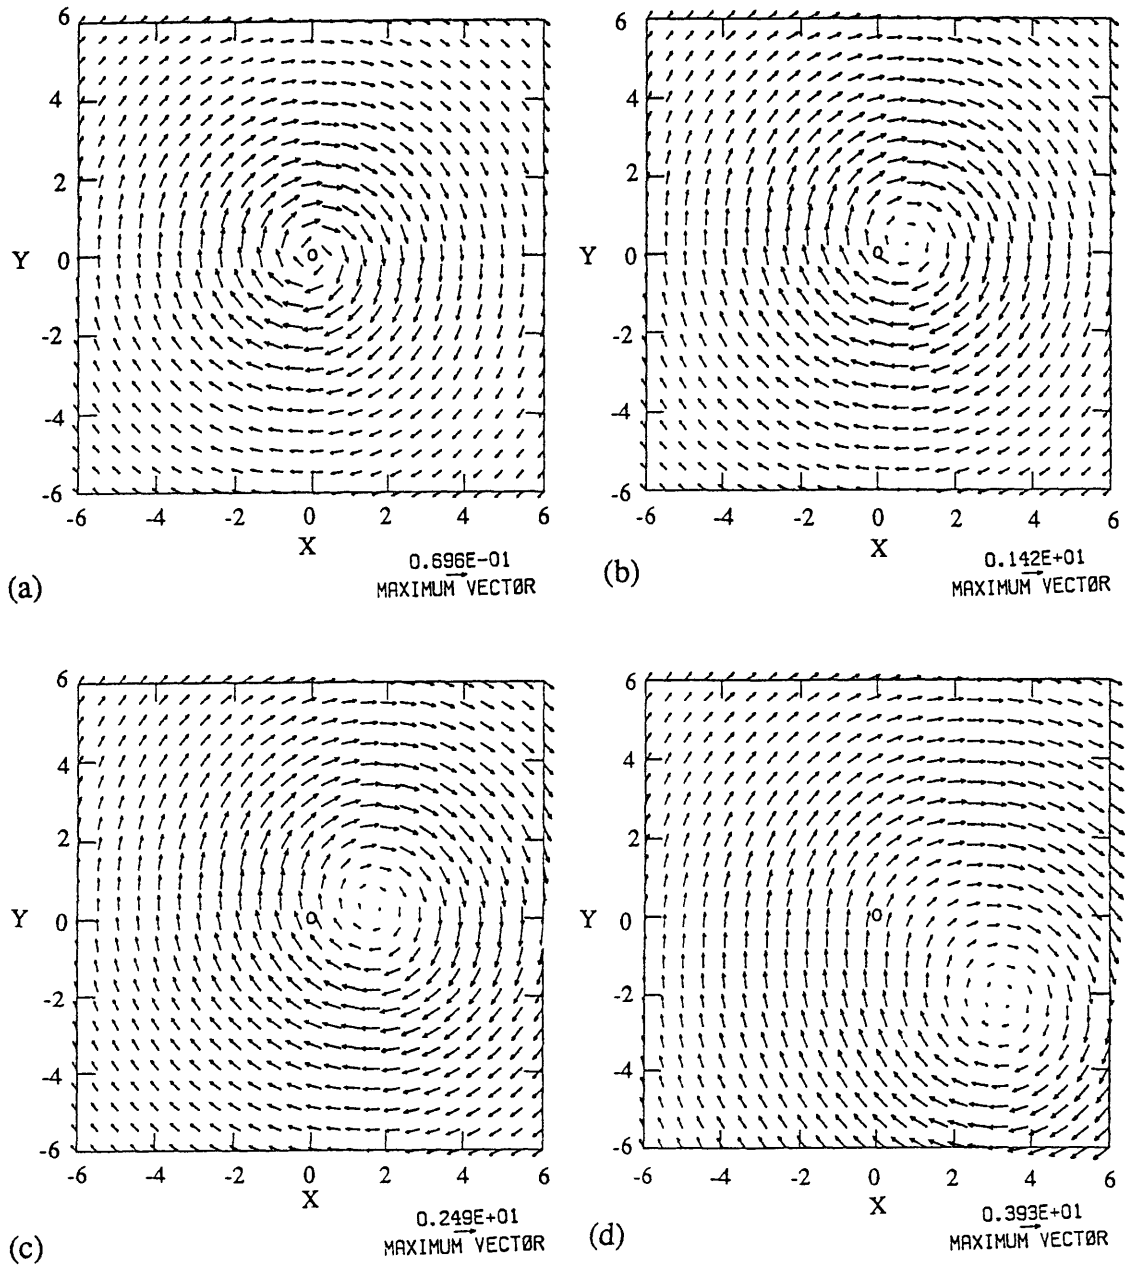 6
4
2
Y
0
-2
-4
-6
-6 -4 -2 0 2 4 6
X
O
0.696E-01
MAXIMUM VECTØR
(a)
6
4
2
Y
0
-2
-4
-6
-6 -4 -2 0 2 4 6
X
O
0.142E+01
MAXIMUM VECTØR
(b)
6
4
2
Y
0
-2
-4
-6
-6 -4 -2 0 2 4 6
X
O
0.249E+01
MAXIMUM VECTØR
(c)
6
4
2
Y
0
-2
-4
-6
-6 -4 -2 0 2 4 6
X
O
0.393E+01
MAXIMUM VECTØR
(d)